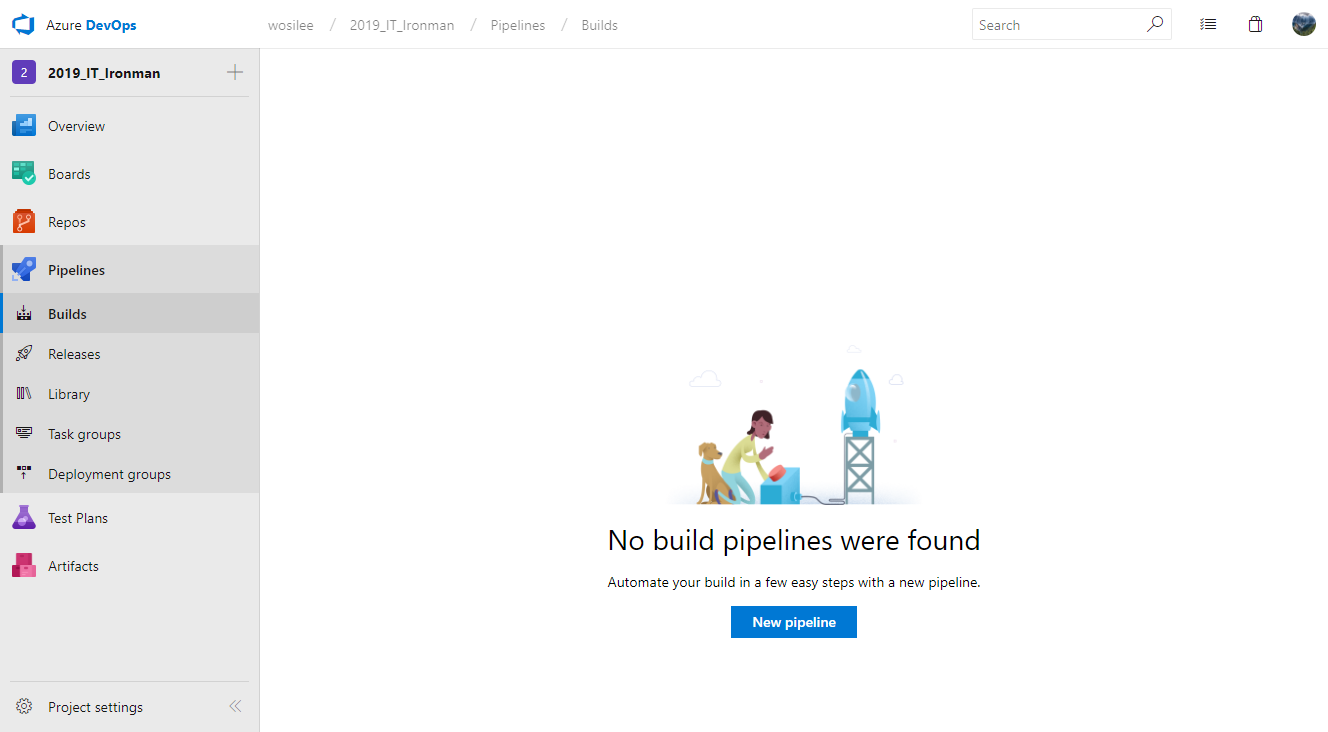 Azure DevOps
wosilee / 2019_IT_Ironman / Pipelines / Builds
Search
2 2019_IT_Ironman
Overview
Boards
Repos
Pipelines
Builds
Releases
Library
Task groups
Deployment groups
Test Plans
Artifacts
Project settings
No build pipelines were found
Automate your build in a few easy steps with a new pipeline.
New pipeline